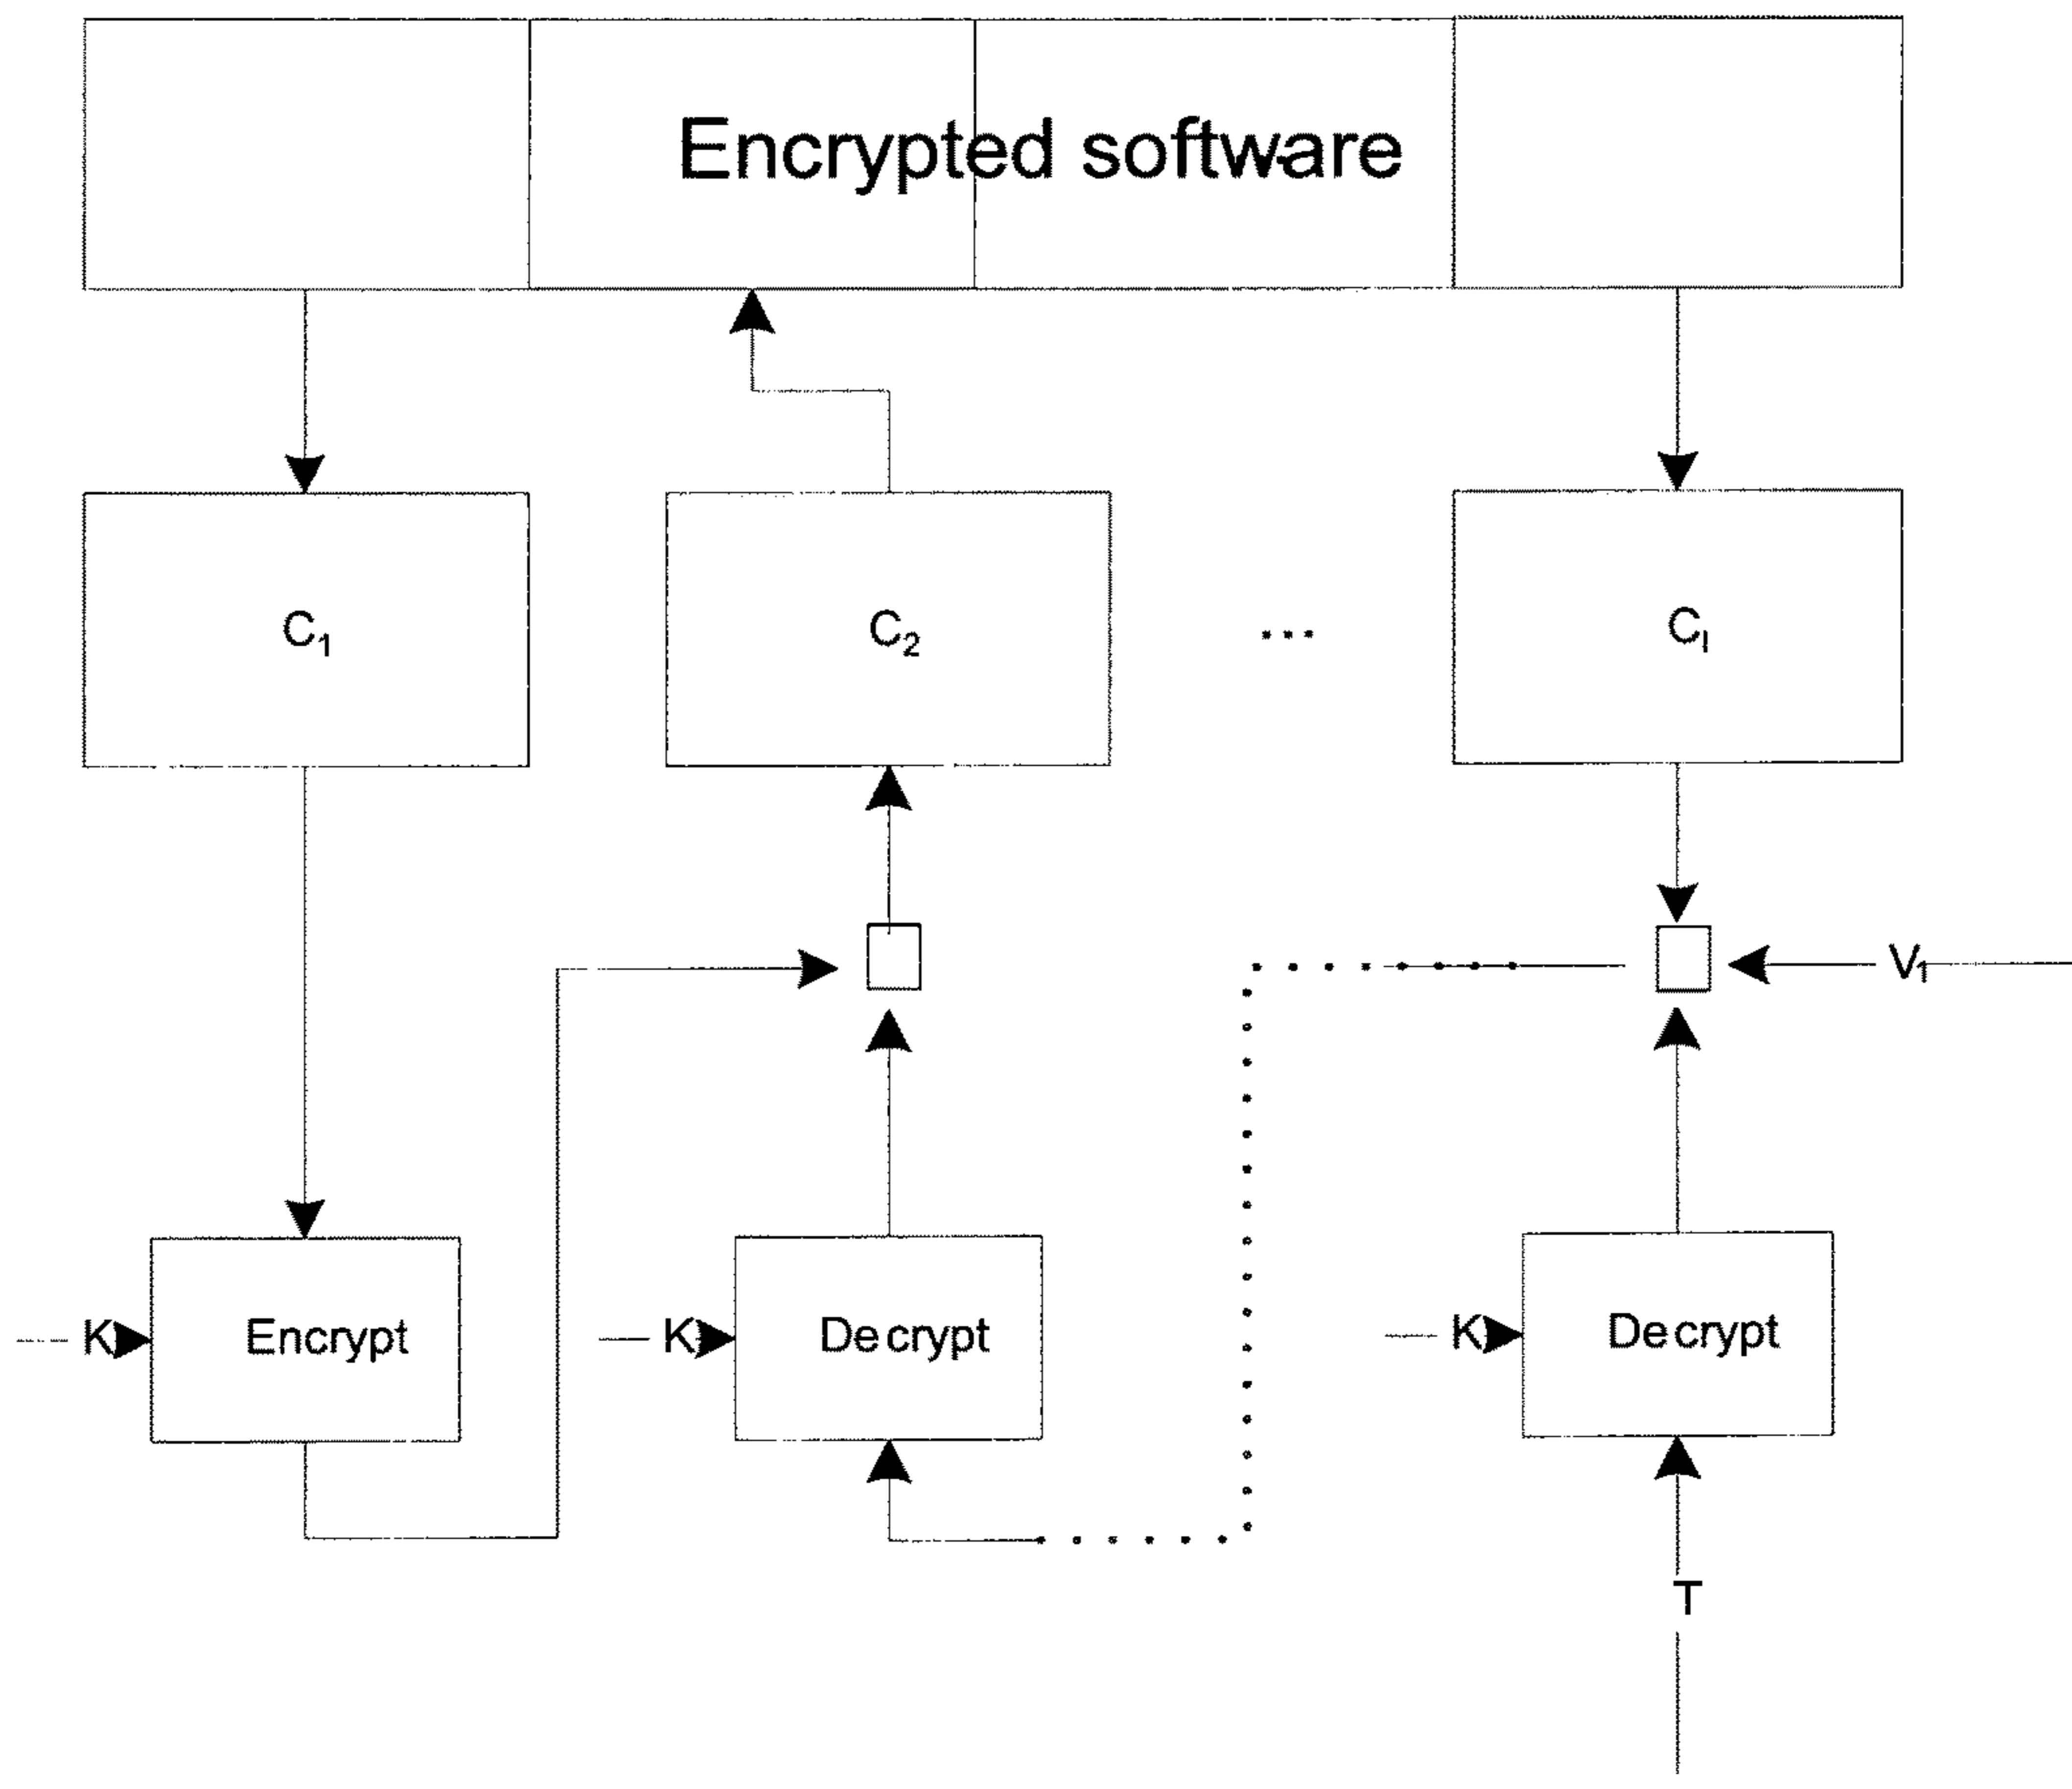 Encrypted software
C₁
C₂
...
Cₗ
V₁
K
Encrypt
K
Decrypt
K
Decrypt
T